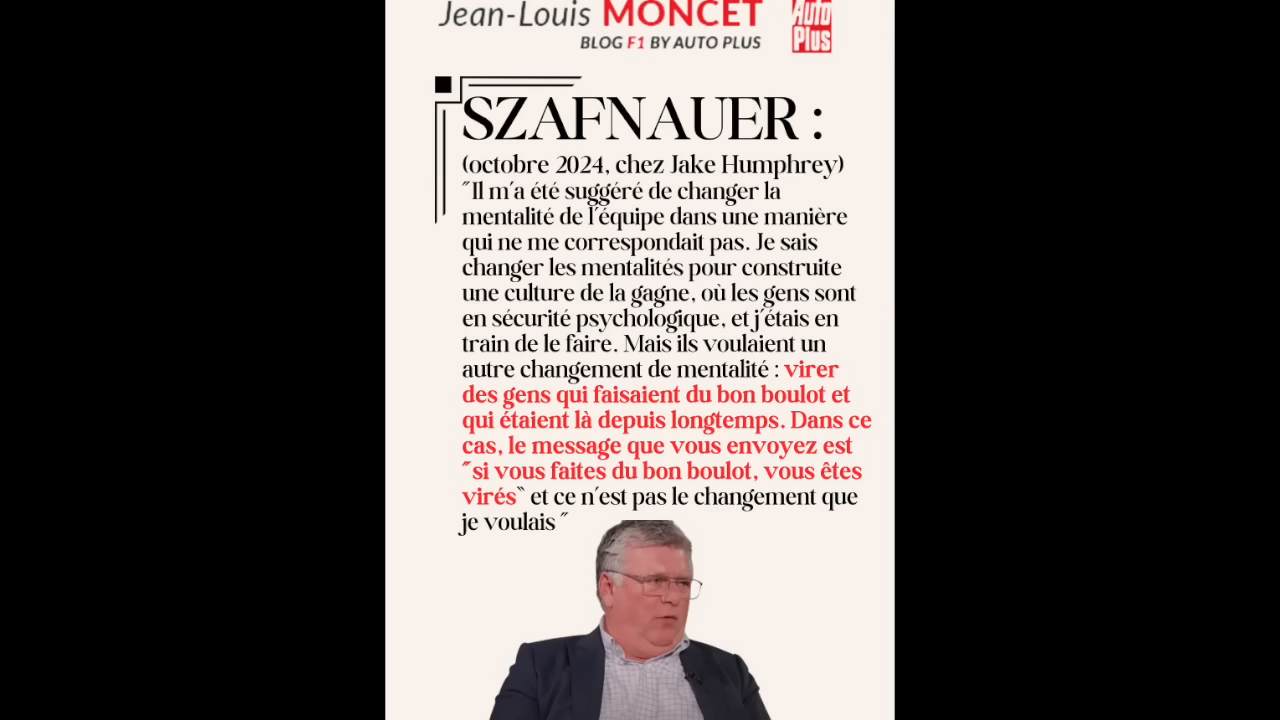 Jean-Louis MONCET
BLOG F1 BY AUTO PLUS
Auto
Plus
SZAFNAUER :
(octobre 2024, chez Jake Humphrey)
"Il m'a été suggéré de changer la
mentalité de l'équipe dans une manière
qui ne me correspondait pas. Je sais
changer les mentalités pour construite
une culture de la gagne, où les gens sont
en sécurité psychologique, et j'étais en
train de le faire. Mais ils voulaient un
autre changement de mentalité : virer
des gens qui faisaient du bon boulot et
qui étaient là depuis longtemps. Dans ce
cas, le message que vous envoyez est
"si vous faites du bon boulot, vous êtes
virés" et ce n'est pas le changement que
je voulais "